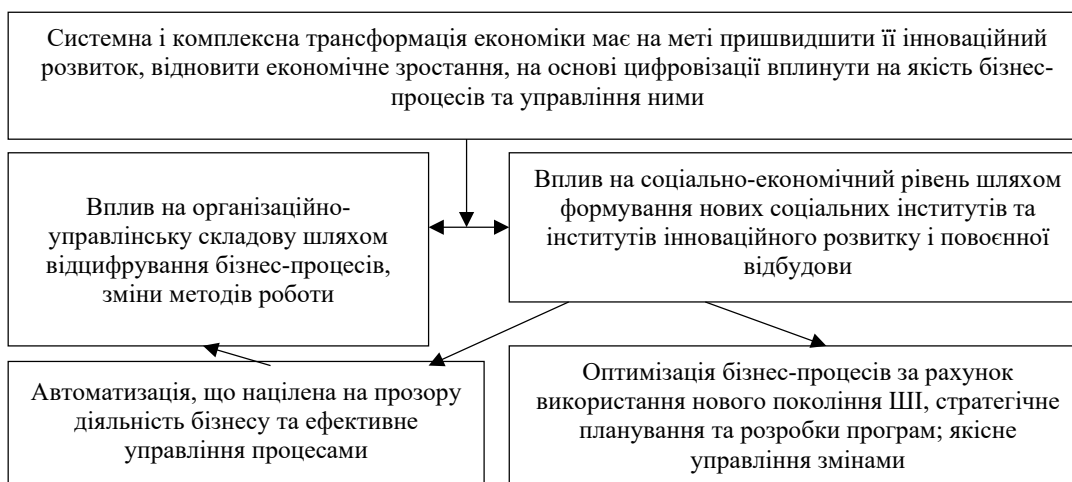 Системна і комплексна трансформація економіки має на меті пришвидшити її інноваційний
розвиток, відновити економічне зростання, на основі цифровізації вплинути на якість бізнес-
процесів та управління ними
Вплив на організаційно-
управлінську складову шляхом
відцифрування бізнес-процесів,
зміни методів роботи
Вплив на соціально-економічний рівень шляхом
формування нових соціальних інститутів та
інститутів інноваційного розвитку і повоєнної
відбудови
Автоматизація, що націлена на прозору
діяльність бізнесу та ефективне
управління процесами
Оптимізація бізнес-процесів за рахунок
використання нового покоління ШІ, стратегічне
планування та розробки програм; якісне
управління змінами